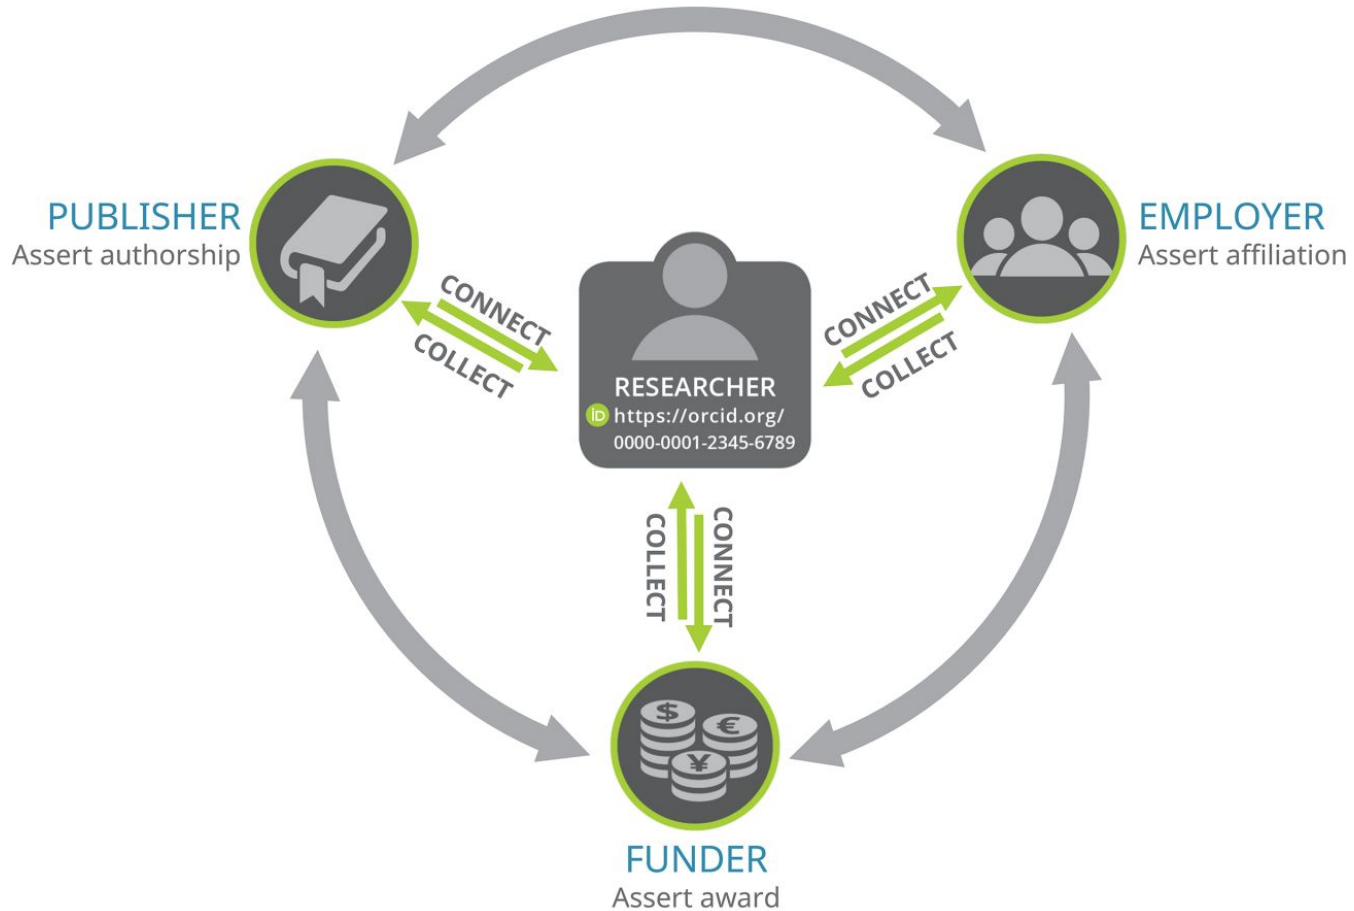 PUBLISHER
Assert authorship
EMPLOYER
Assert affiliation
CONNECT
COLLECT
CONNECT
COLLECT
RESEARCHER
iD https://orcid.org/
0000-0001-2345-6789
COLLECT
CONNECT
$
€
¥
FUNDER
Assert award